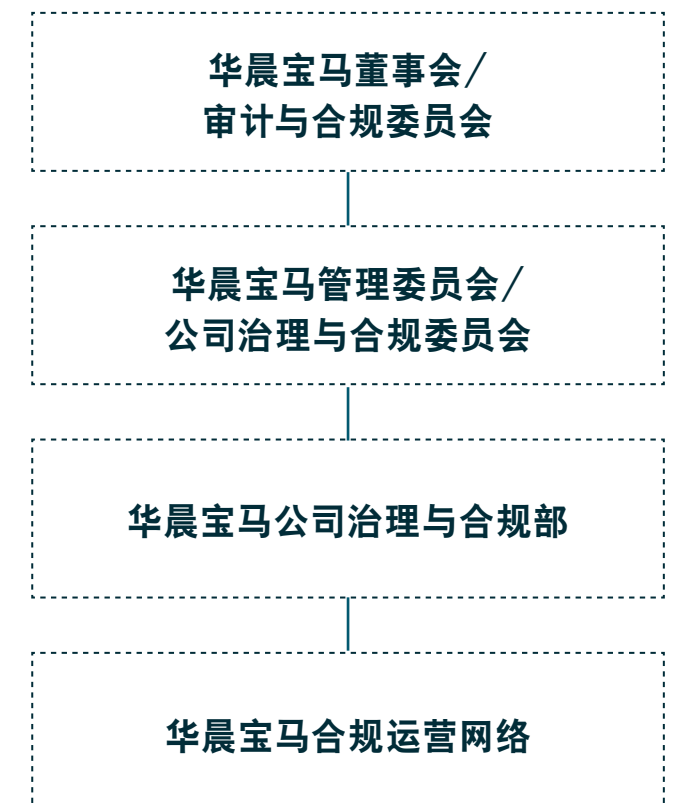 华晨宝马董事会/
审计与合规委员会
华晨宝马管理委员会/
公司治理与合规委员会
华晨宝马公司治理与合规部
华晨宝马合规运营网络